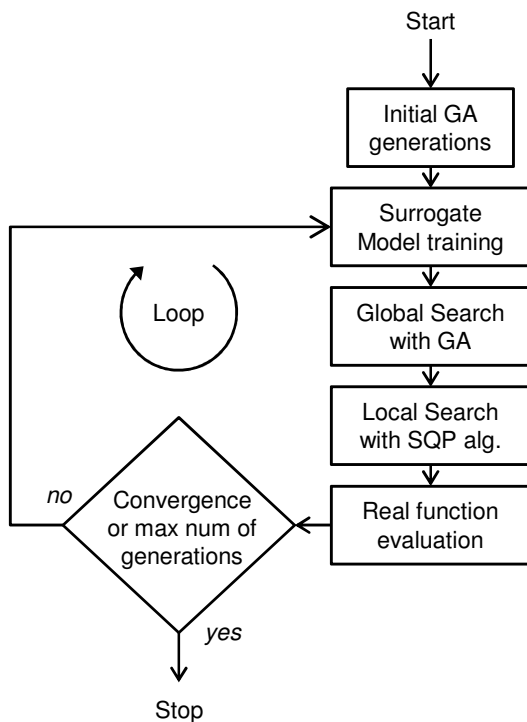 Start
Initial GA
generations
Surrogate
Model training
Loop
Global Search
with GA
Local Search
with SQP alg.
no
Convergence
or max num of
generations
Real function
evaluation
yes
Stop